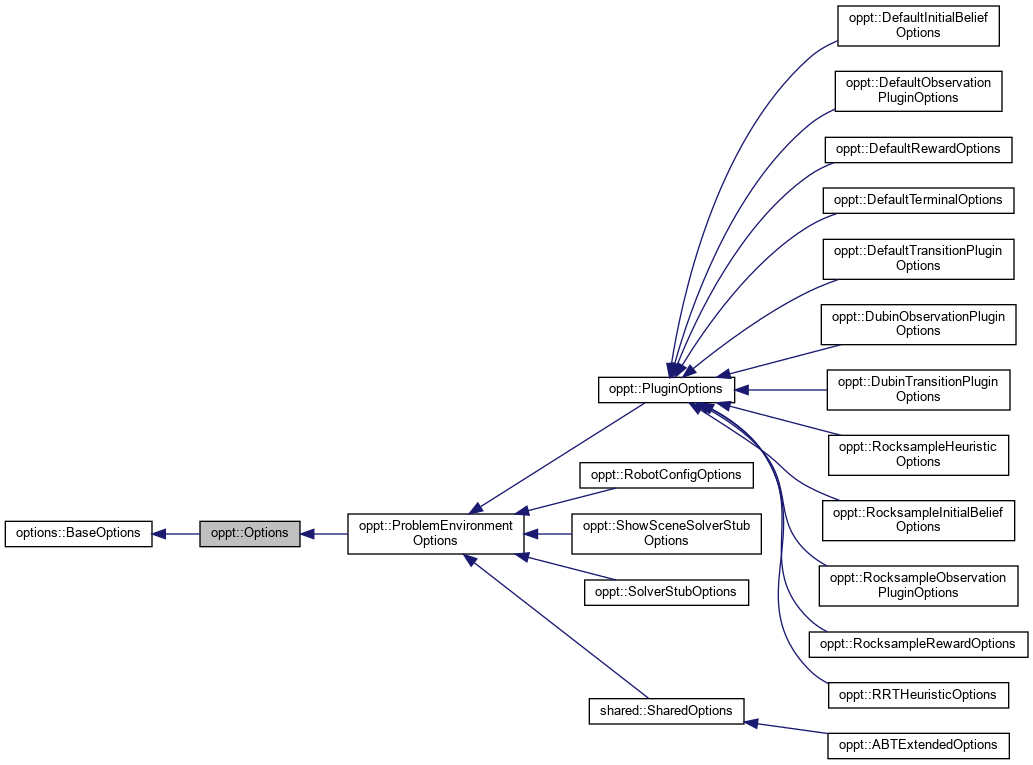 options::BaseOptions
oppt::Options
oppt::ProblemEnvironment
Options
oppt::PluginOptions
oppt::RobotConfigOptions
oppt::ShowSceneSolverStub
Options
oppt::SolverStubOptions
shared::SharedOptions
oppt::DefaultInitialBelief
Options
oppt::DefaultObservation
PluginOptions
oppt::DefaultRewardOptions
oppt::DefaultTerminalOptions
oppt::DefaultTransitionPlugin
Options
oppt::DubinObservationPlugin
Options
oppt::DubinTransitionPlugin
Options
oppt::RocksampleHeuristic
Options
oppt::RocksampleInitialBelief
Options
oppt::RocksampleObservation
PluginOptions
oppt::RocksampleRewardOptions
oppt::RRTHeuristicOptions
oppt::ABTExtendedOptions